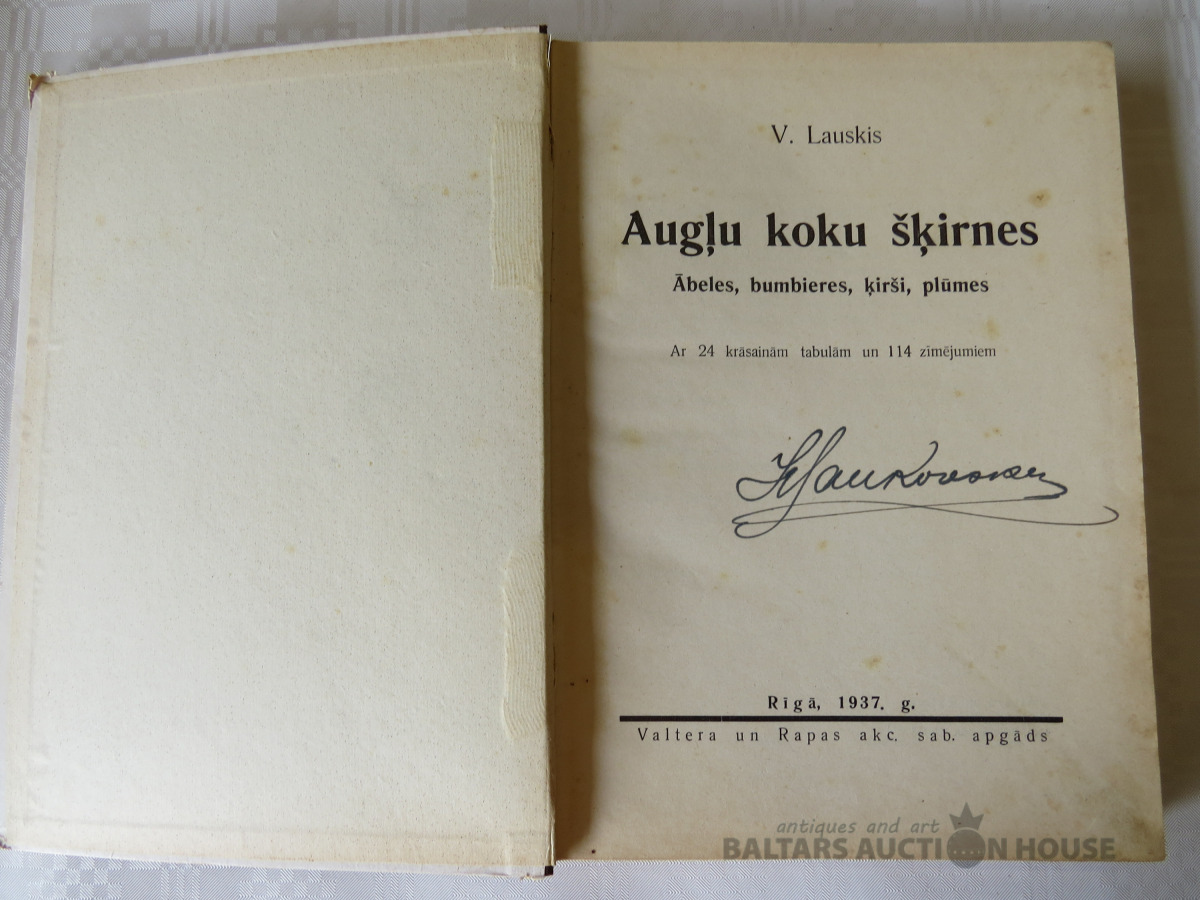 V. Lauskis
Augļu koku šķirnes
Ābeles, bumbieres, ķirši, plūmes
Ar 24 krāsainām tabulām un 114 zīmējumiem
Rīgā, 1937. g.
Valtera un Rapas akc. sab. apgāds
antiques and art
BALTARS AUCTION HOUSE